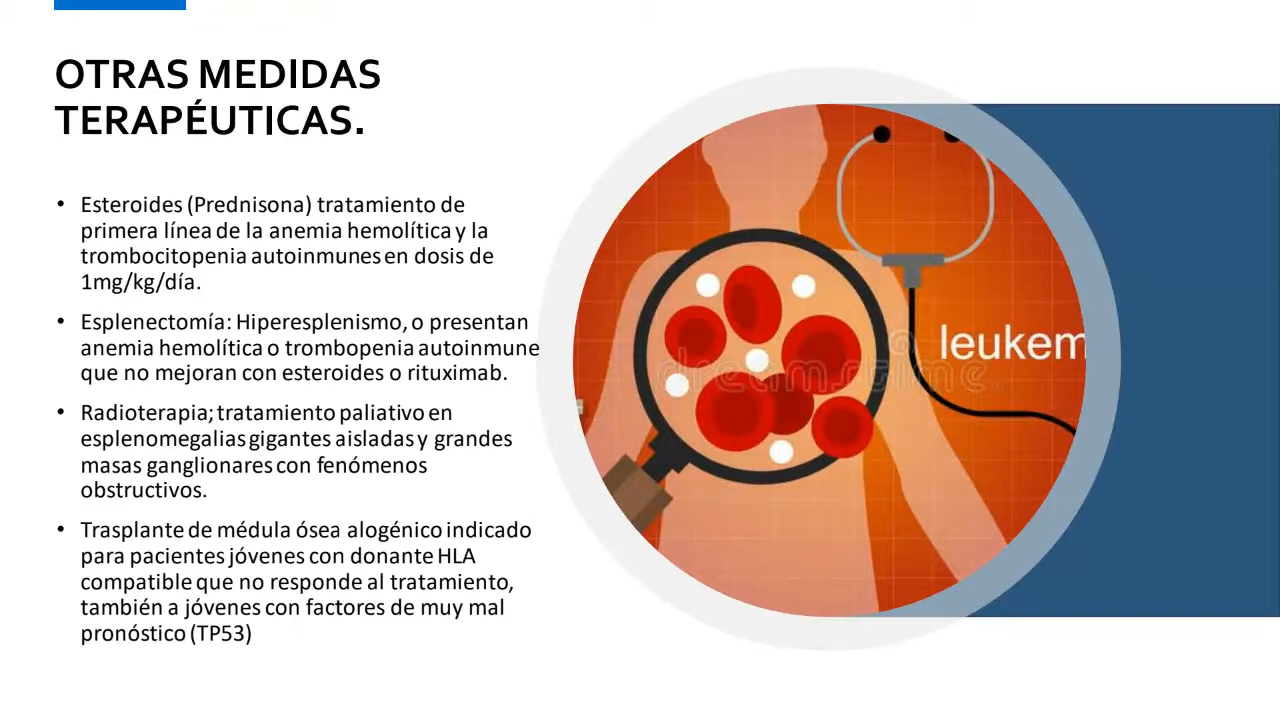 OTRAS MEDIDAS
TERAPÉUTICAS.
• Esteroides (Prednisona) tratamiento de
primera línea de la anemia hemolítica y la
trombocitopenia autoinmunes en dosis de
1mg/kg/día.
• Esplenectomía: Hiperesplenismo, o presentan
anemia hemolítica o trombopenia autoinmune
que no mejoran con esteroides o rituximab.
• Radioterapia; tratamiento paliativo en
esplenomegalias gigantes aisladas y grandes
masas ganglionares con fenómenos
obstructivos.
• Trasplante de médula ósea alogénico indicado
para pacientes jóvenes con donante HLA
compatible que no responde al tratamiento,
también a jóvenes con factores de muy mal
pronóstico (TP53)
leukem
dreamstime